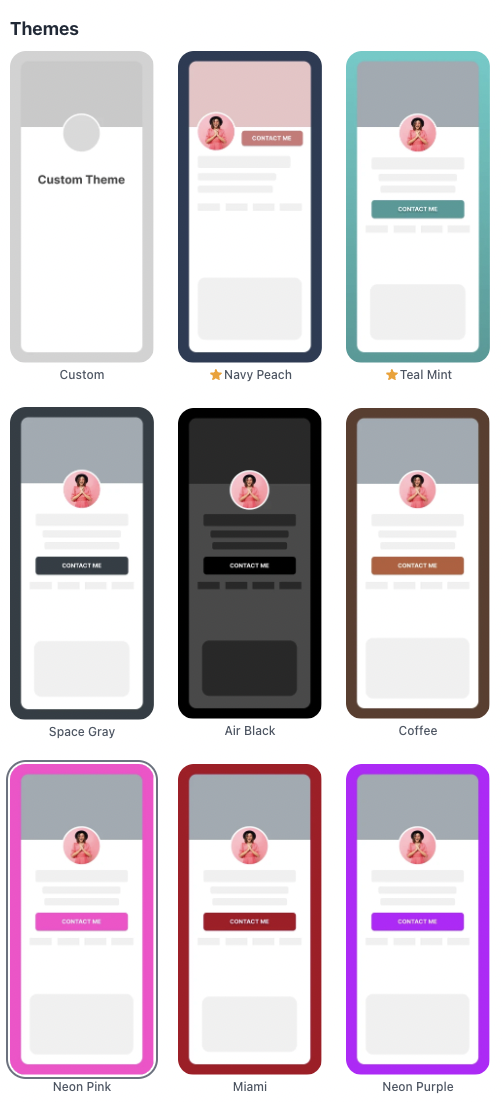 Themes
Custom Theme
CONTACT ME
CONTACT ME
Custom
Navy Peach
Teal Mint
CONTACT ME
CONTACT ME
CONTACT ME
Space Gray
Air Black
Coffee
CONTACT ME
CONTACT ME
CONTACT ME
Neon Pink
Miami
Neon Purple